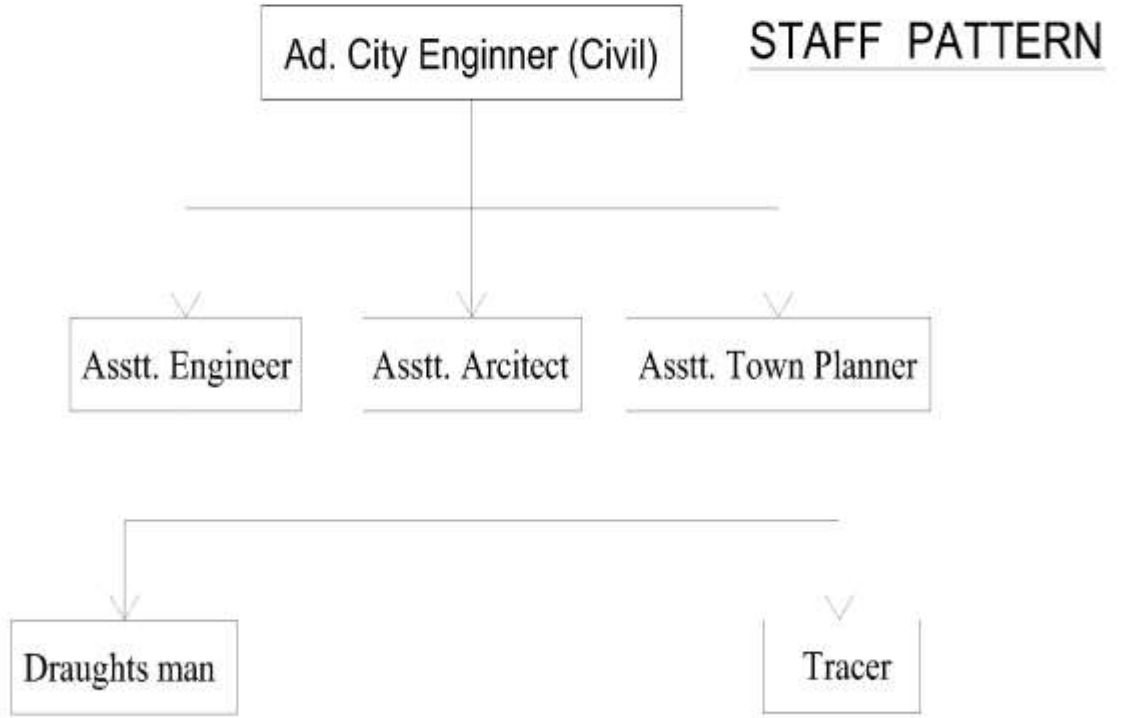 Ad. City Enginner (Civil)
STAFF PATTERN
Asstt. Engineer
Asstt. Arcitect
Asstt. Town Planner
Draughts man
Tracer